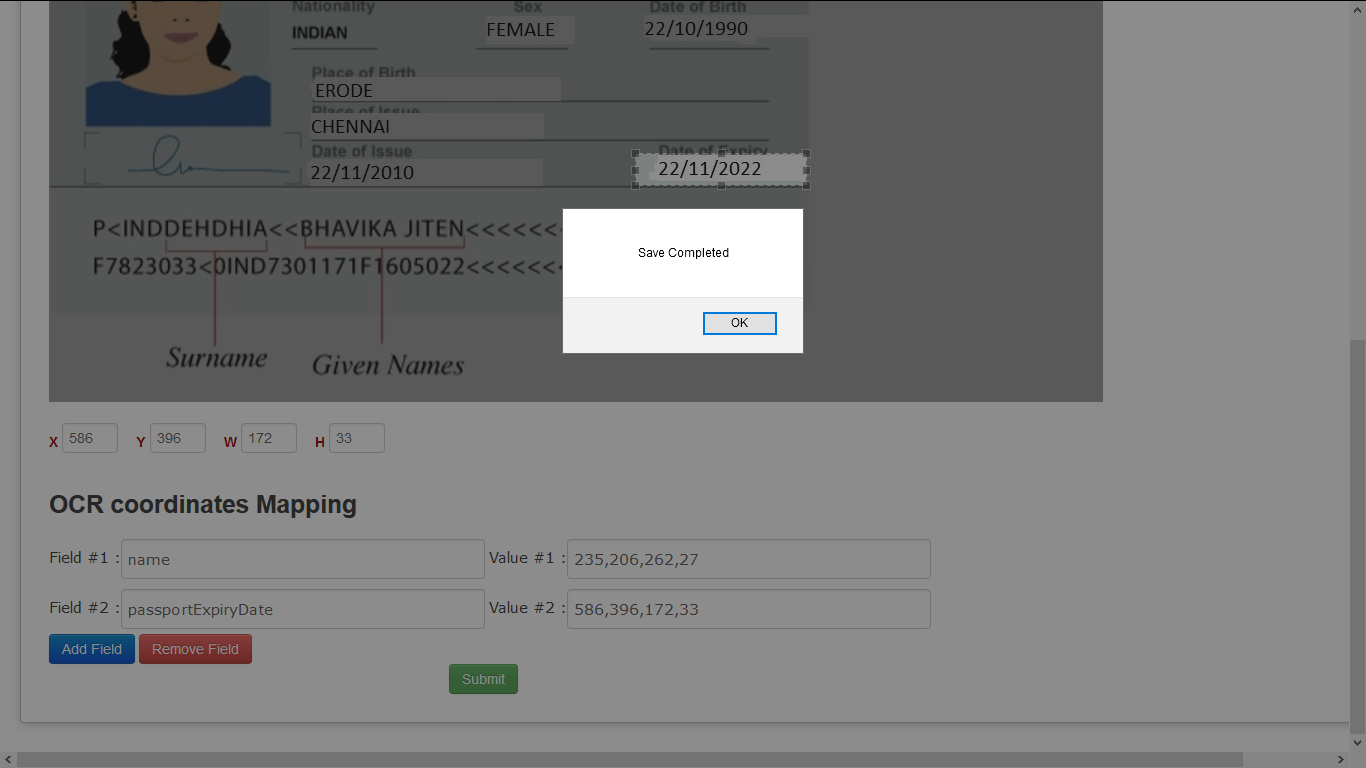 Nationality Sex Date of Birth
INDIAN FEMALE 22/10/1990
Place of Birth
ERODE
Place of Issue
CHENNAI
Date of Issue Date of Expiry
22/11/2010 22/11/2022
P<INDDEHDHIA<<BHAVIKA JITEN<<<<<<
F7823033<0IND7301171F1605022<<<<<<
Surname Given Names
Save Completed
OK
X 586 Y 396 W 172 H 33
OCR coordinates Mapping
Field #1 : name Value #1 : 235,206,262,27
Field #2 : passportExpiryDate Value #2 : 586,396,172,33
Add Field Remove Field
Submit